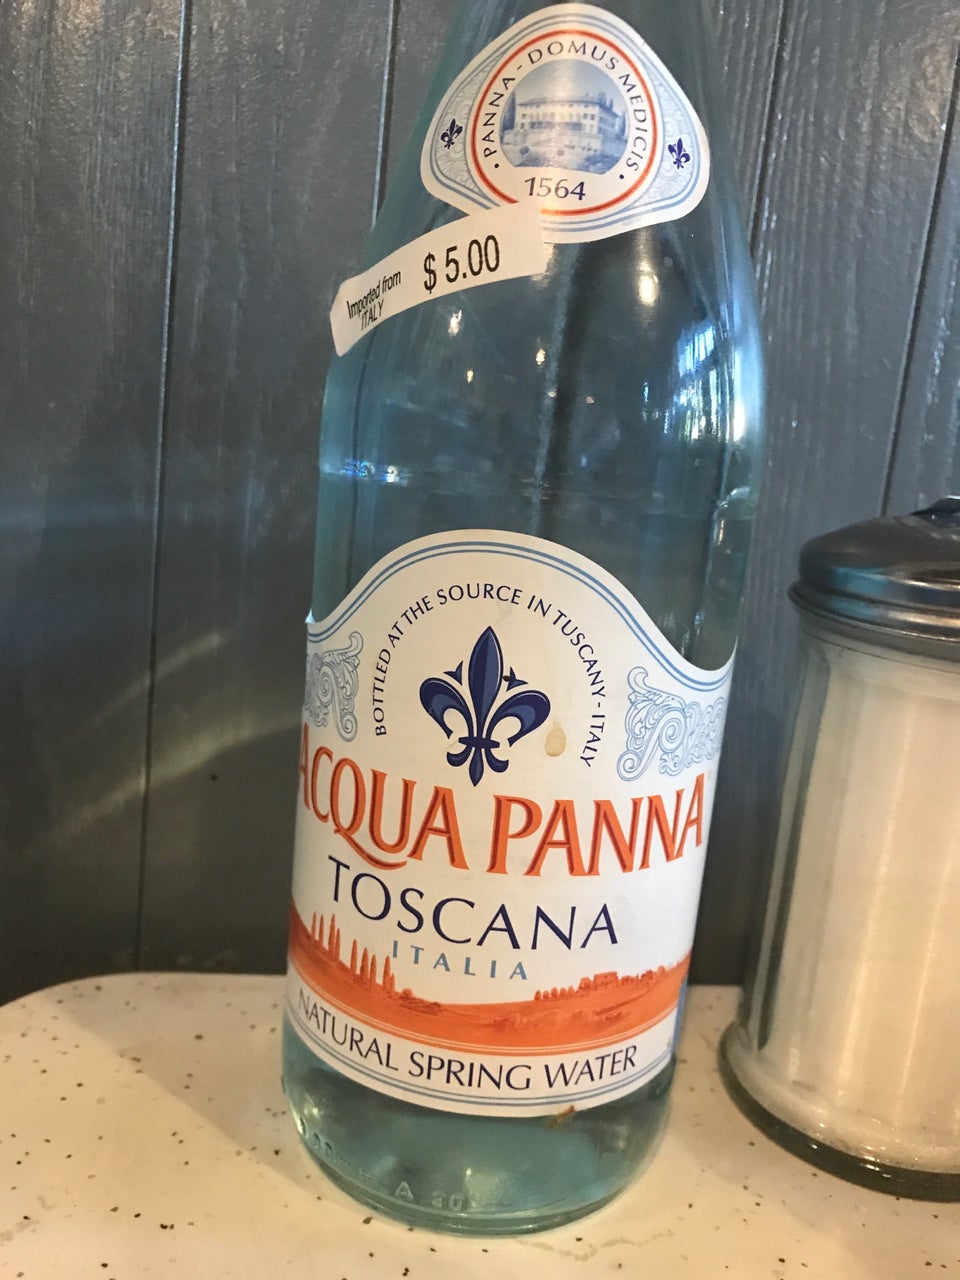 PANNA - DOMUS MEDICIS
1564
Imported from
ITALY
$ 5.00
BOTTLED AT THE SOURCE IN TUSCANY - ITALY
ACQUA PANNA
TOSCANA
ITALIA
NATURAL SPRING WATER